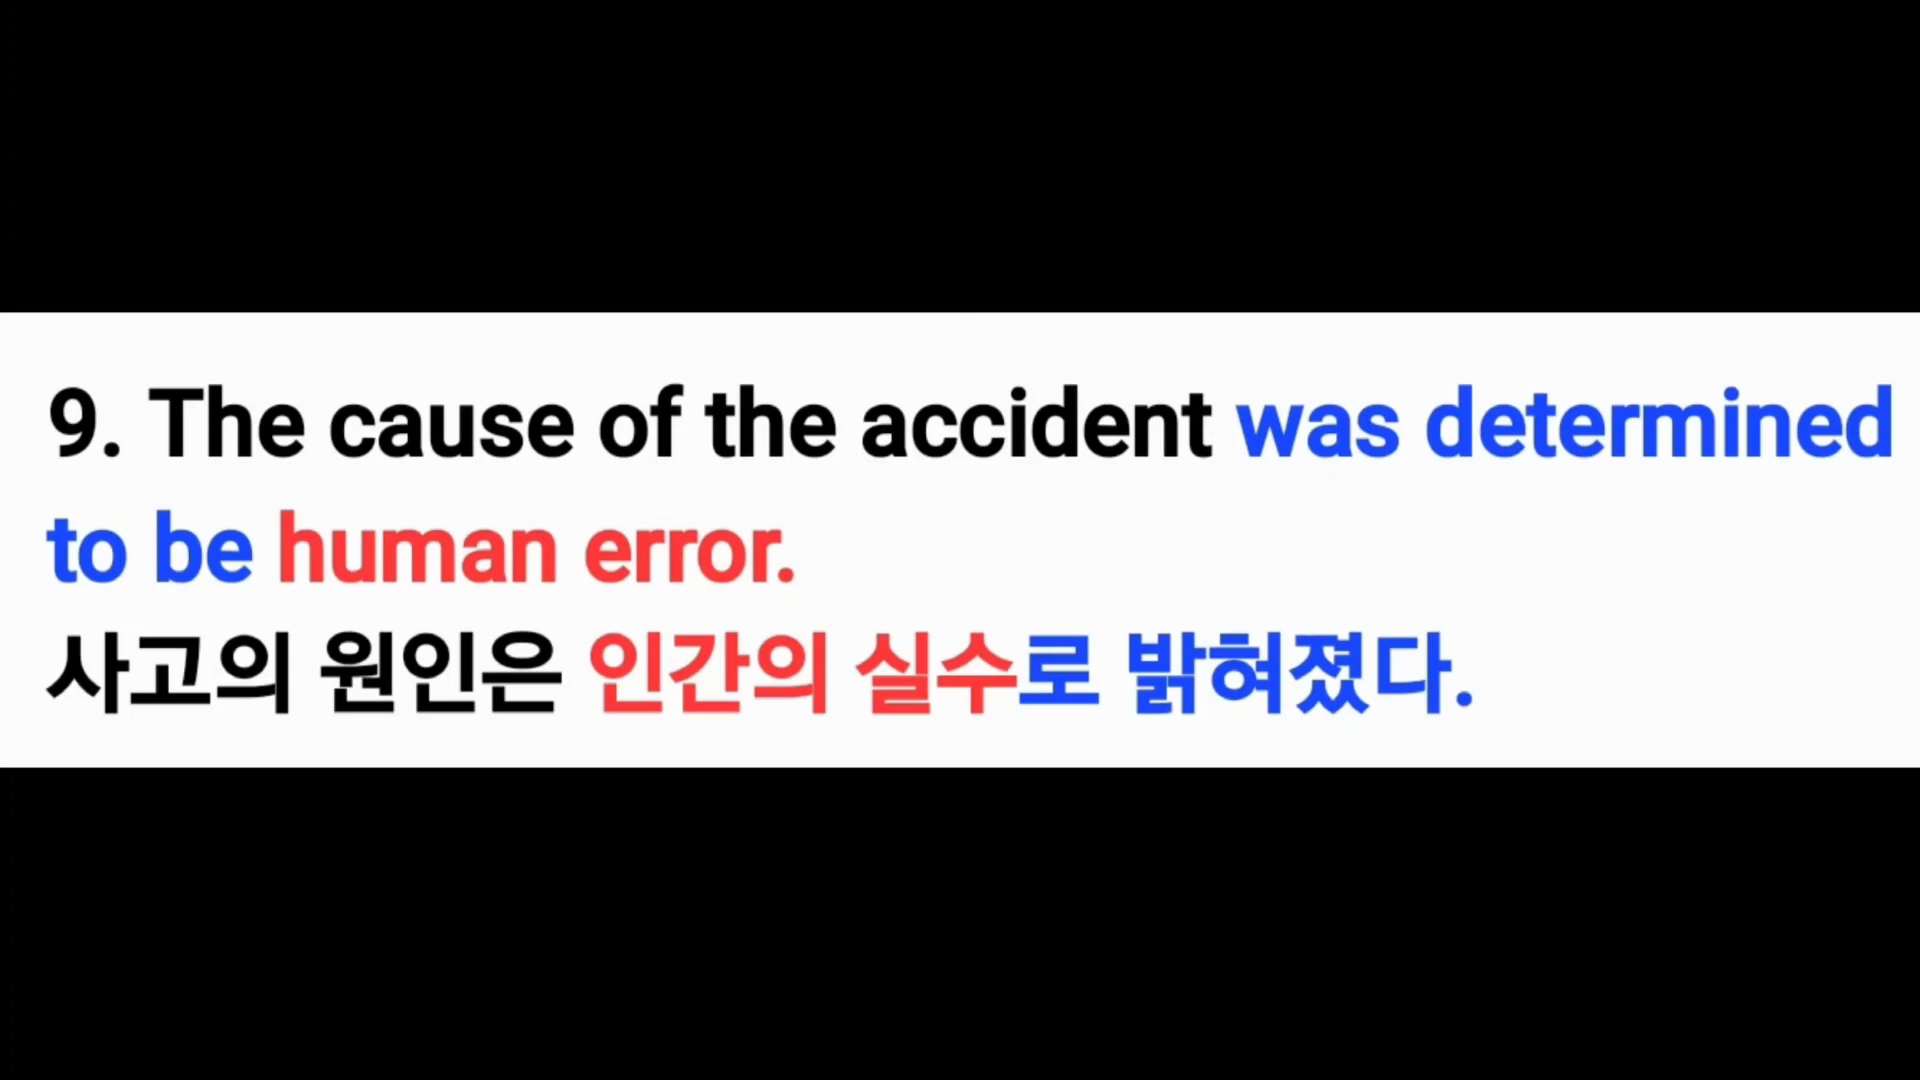 9. The cause of the accident was determined
to be human error.
사고의 원인은 인간의 실수로 밝혀졌다.